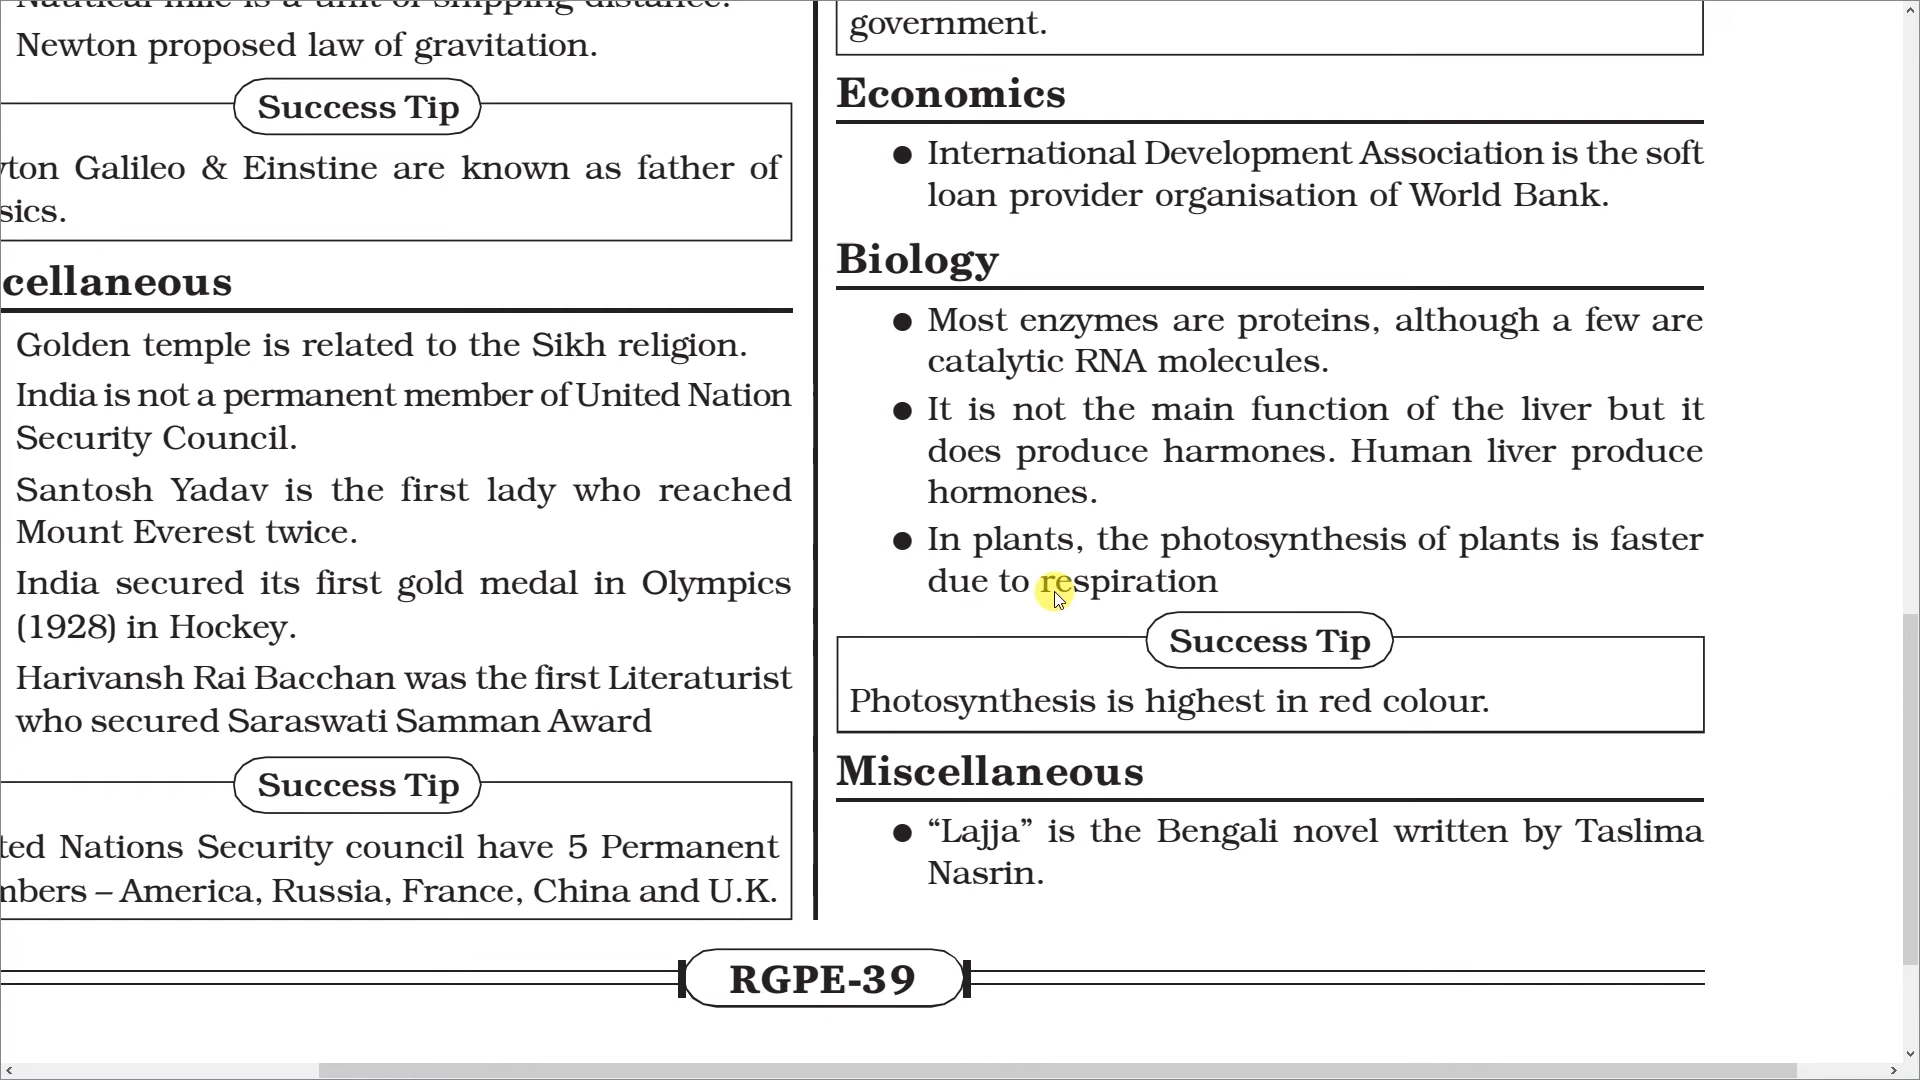 Nautical mile is a unit of shipping distance.
Newton proposed law of gravitation.
Success Tip
Galileo & Einstine are known as father of
cellaneous
Golden temple is related to the Sikh religion.
India is not a permanent member of United Nation
Security Council.
Santosh Yadav is the first lady who reached
Mount Everest twice.
India secured its first gold medal in Olympics
(1928) in Hockey.
Harivansh Rai Bacchan was the first Literaturist
who secured Saraswati Samman Award
Success Tip
ted Nations Security council have 5 Permanent
mbers – America, Russia, France, China and U.K.
government.
Economics
● International Development Association is the soft
loan provider organisation of World Bank.
Biology
● Most enzymes are proteins, although a few are
catalytic RNA molecules.
● It is not the main function of the liver but it
does produce harmones. Human liver produce
hormones.
● In plants, the photosynthesis of plants is faster
due to respiration
Success Tip
Photosynthesis is highest in red colour.
Miscellaneous
● “Lajja” is the Bengali novel written by Taslima
Nasrin.
RGPE-39